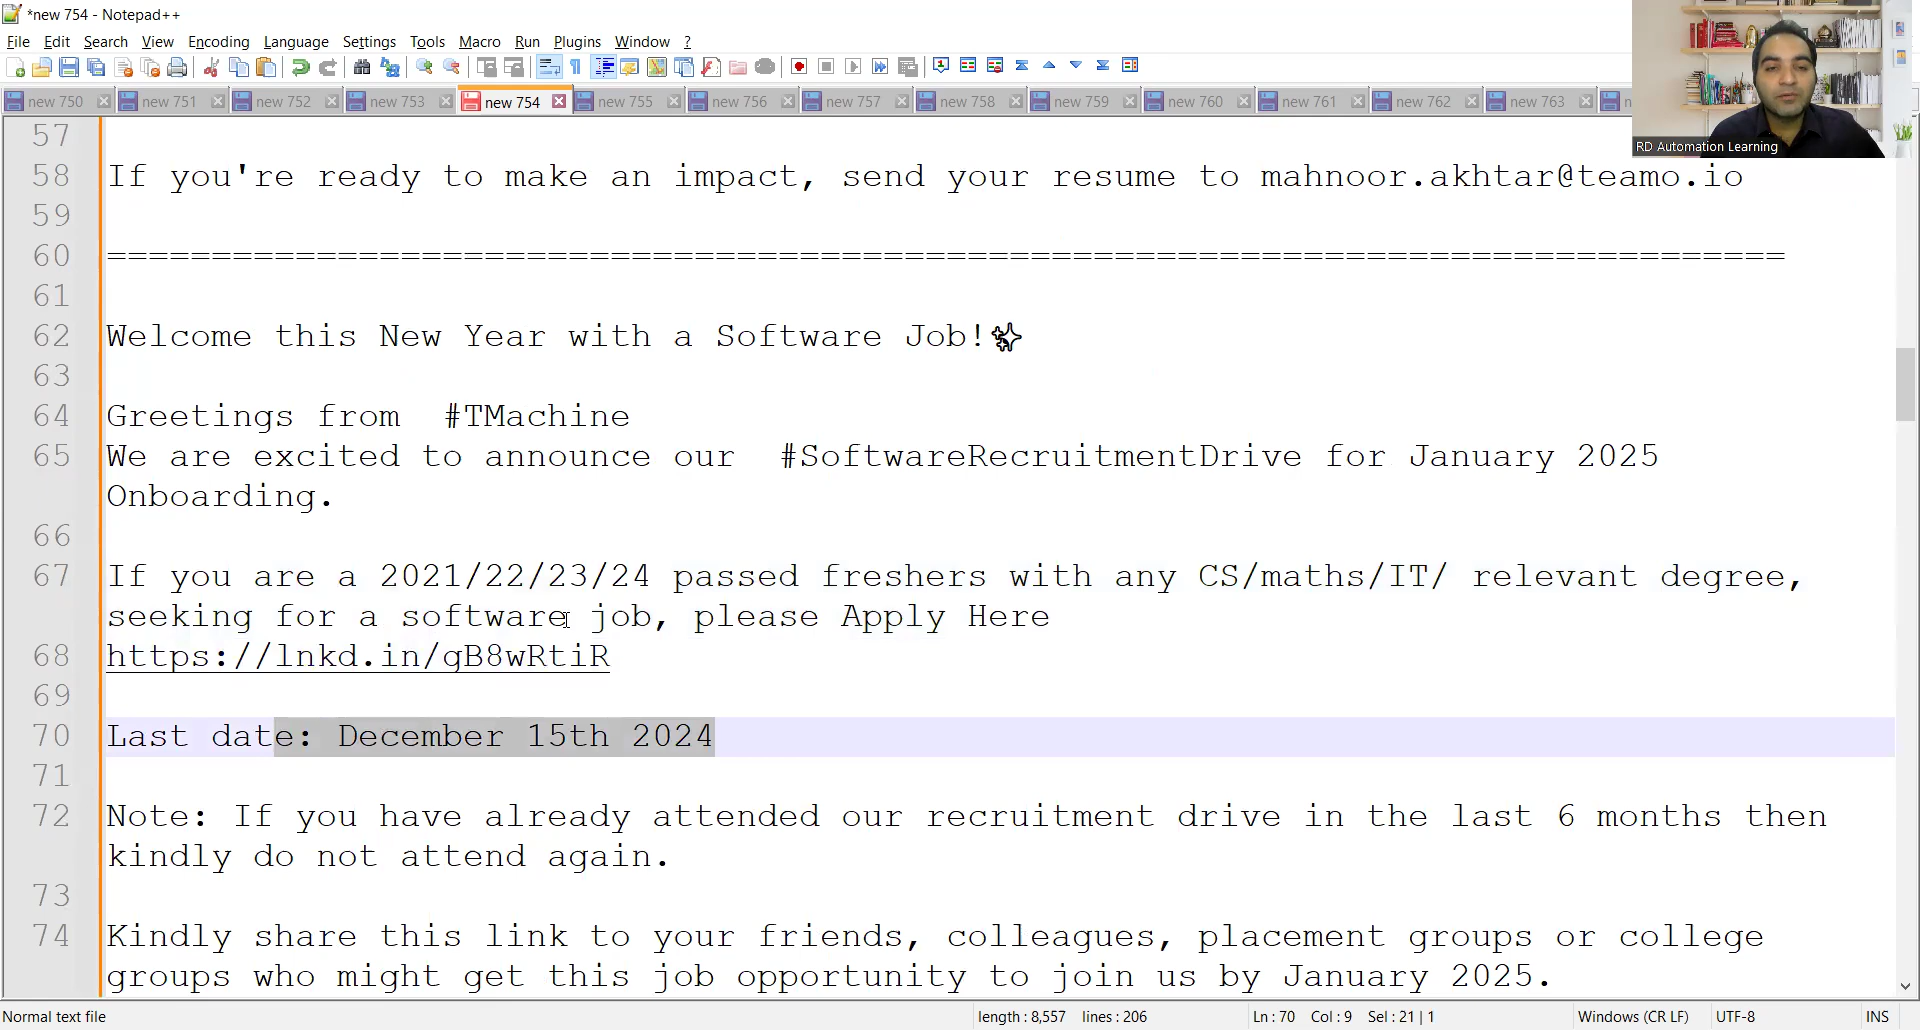 *new 754 - Notepad++
File Edit Search View Encoding Language Settings Tools Macro Run Plugins Window ?
new 750 new 751 new 752 new 753 new 754 new 755 new 756 new 757 new 758 new 759 new 760 new 761 new 762 new 763
RD Automation Learning
57
58 If you're ready to make an impact, send your resume to mahnoor.akhtar@teamo.io
59
60 ================================================================================
61
62 Welcome this New Year with a Software Job!✨
63
64 Greetings from  #TMachine
65 We are excited to announce our  #SoftwareRecruitmentDrive for January 2025
Onboarding.
66
67 If you are a 2021/22/23/24 passed freshers with any CS/maths/IT/ relevant degree,
seeking for a software job, please Apply Here
68 https://lnkd.in/gB8wRtiR
69
70 Last date: December 15th 2024
71
72 Note: If you have already attended our recruitment drive in the last 6 months then
kindly do not attend again.
73
74 Kindly share this link to your friends, colleagues, placement groups or college
groups who might get this job opportunity to join us by January 2025.
Normal text file length : 8,557 lines : 206 Ln : 70 Col : 9 Sel : 21 | 1 Windows (CR LF) UTF-8 INS